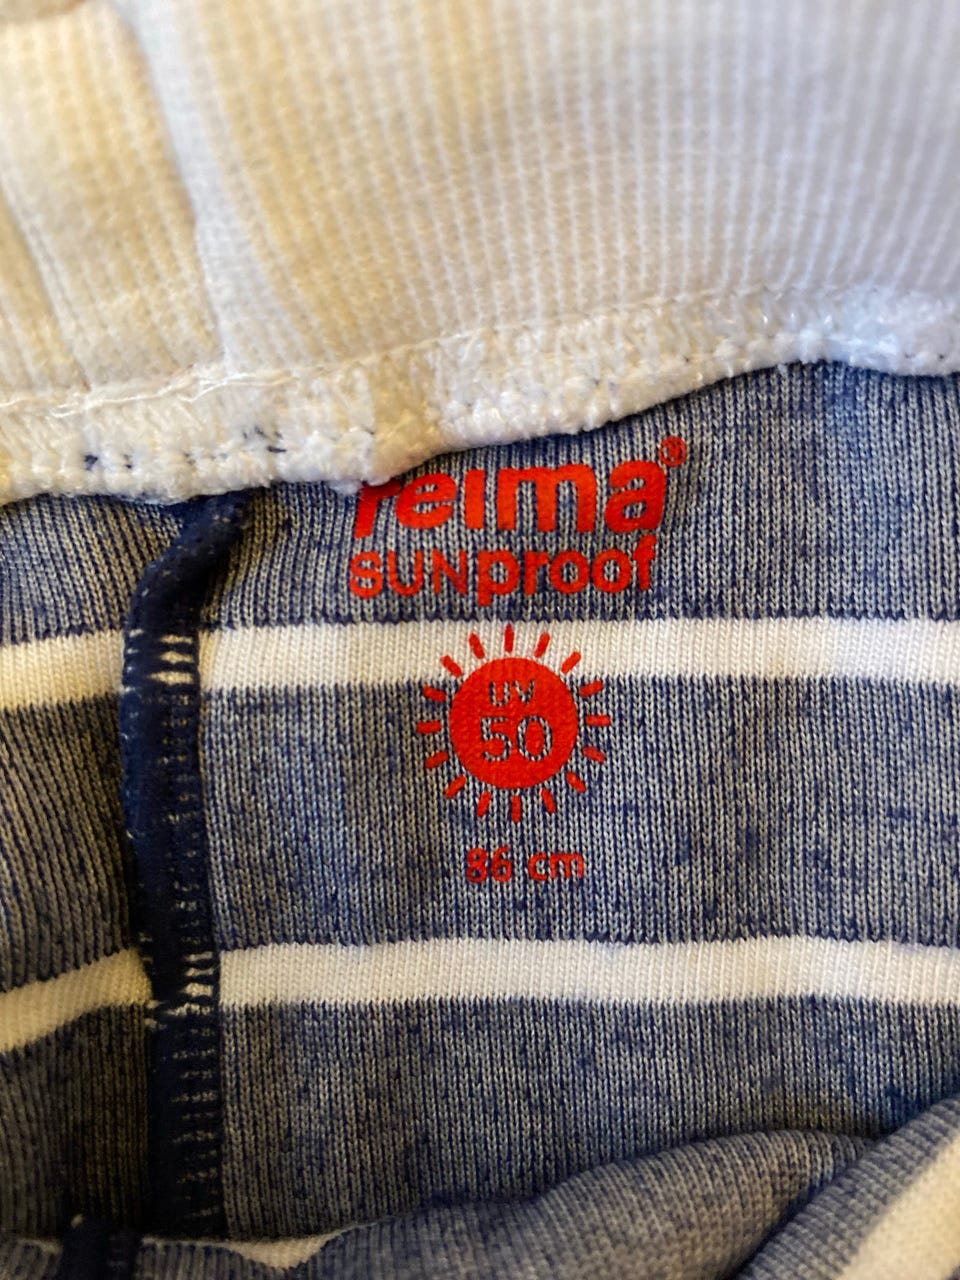 reima®
SUNproof
UV
50
86 cm